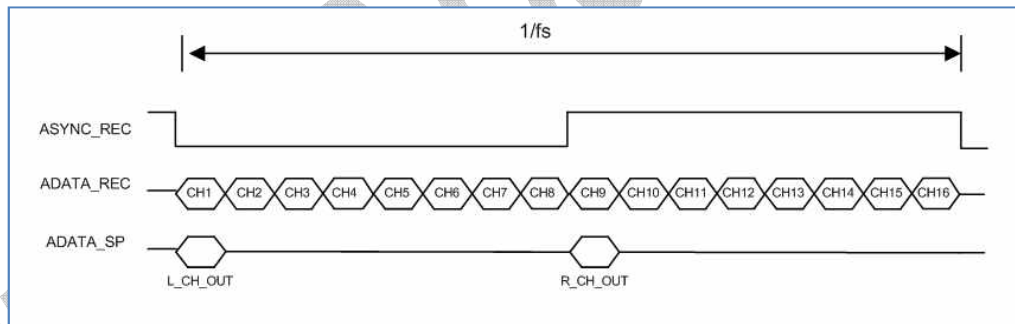 1/fs
ASYNC_REC
ADATA_REC CH1 CH2 CH3 CH4 CH5 CH6 CH7 CH8 CH9 CH10 CH11 CH12 CH13 CH14 CH15 CH16
ADATA_SP
L_CH_OUT R_CH_OUT